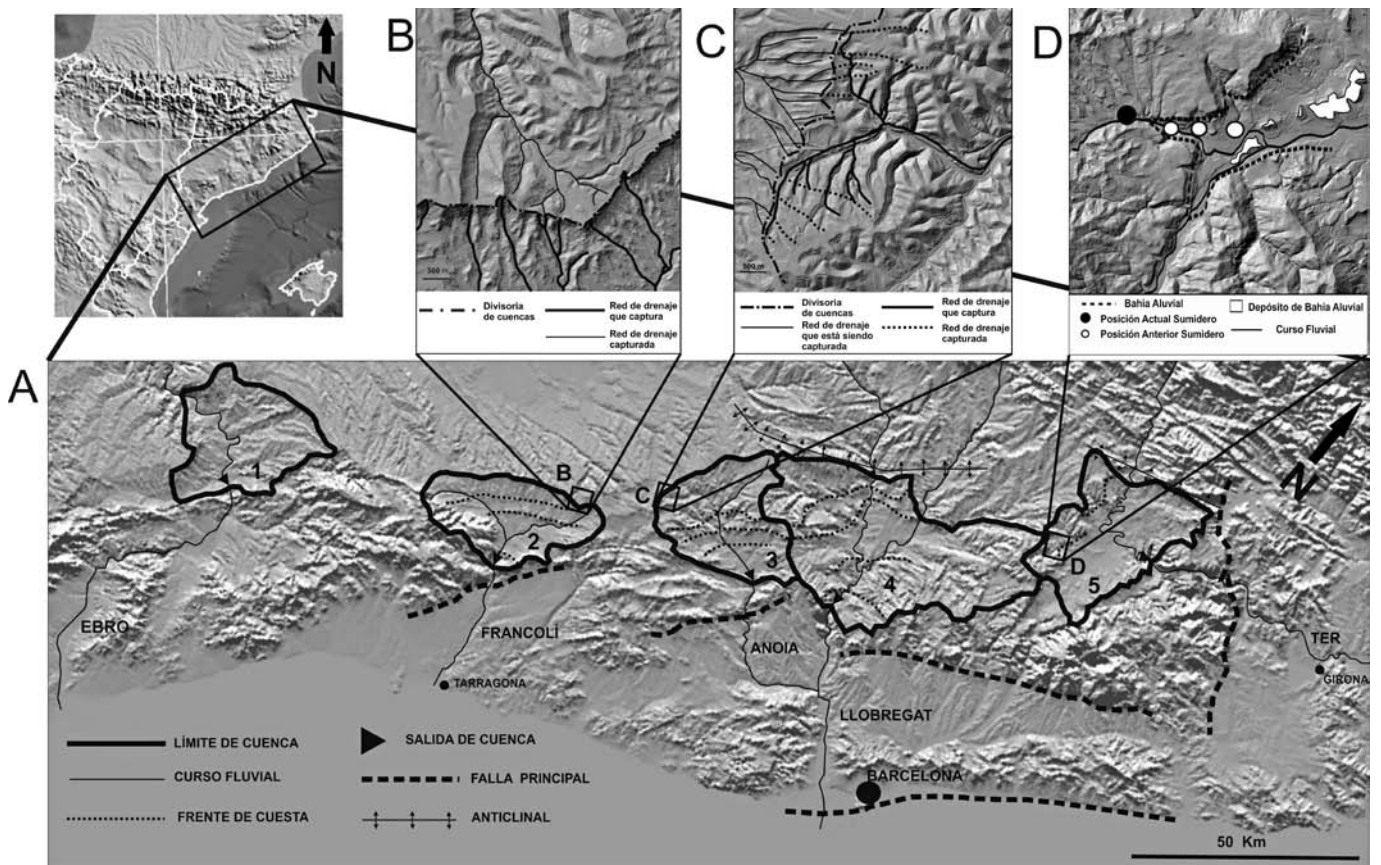 N
B
500 m
Divisoria
de cuencas
Red de drenaje
que captura
Red de drenaje
capturada
C
500 m
Divisoria
de cuencas
Red de drenaje
que captura
Red de drenaje
que está siendo
capturada
Red de drenaje
capturada
D
Bahia Aluvial
Depósito de Bahia Aluvial
Posición Actual Sumidero
Posición Anterior Sumidero
Curso Fluvial
A
N
1
B
2
C
3
4
D
5
EBRO
FRANCOLÍ
ANOIA
TER
GIRONA
TARRAGONA
LLOBREGAT
BARCELONA
LÍMITE DE CUENCA
SALIDA DE CUENCA
CURSO FLUVIAL
FALLA PRINCIPAL
FRENTE DE CUESTA
ANTICLINAL
50 Km